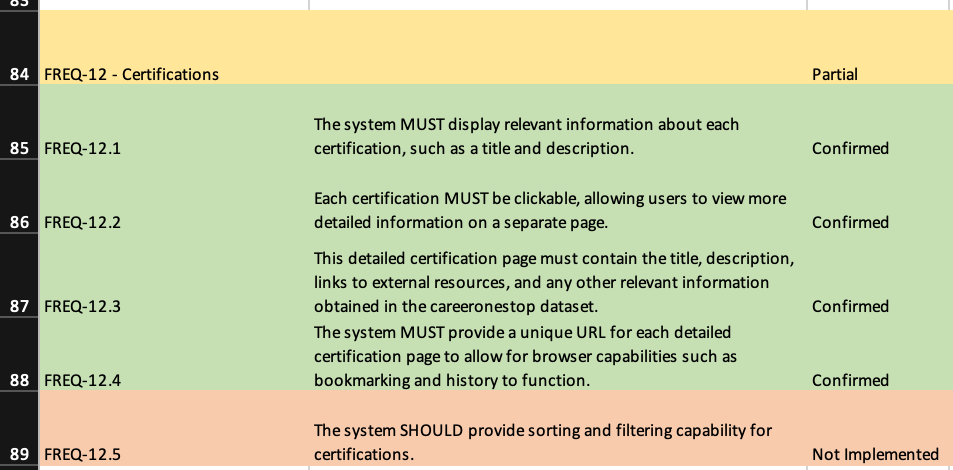 83
84 FREQ-12 - Certifications Partial
The system MUST display relevant information about each
85 FREQ-12.1 certification, such as a title and description. Confirmed
Each certification MUST be clickable, allowing users to view more
86 FREQ-12.2 detailed information on a separate page. Confirmed
This detailed certification page must contain the title, description,
links to external resources, and any other relevant information
87 FREQ-12.3 obtained in the careeronestop dataset. Confirmed
The system MUST provide a unique URL for each detailed
certification page to allow for browser capabilities such as
88 FREQ-12.4 bookmarking and history to function. Confirmed
The system SHOULD provide sorting and filtering capability for
89 FREQ-12.5 certifications. Not Implemented